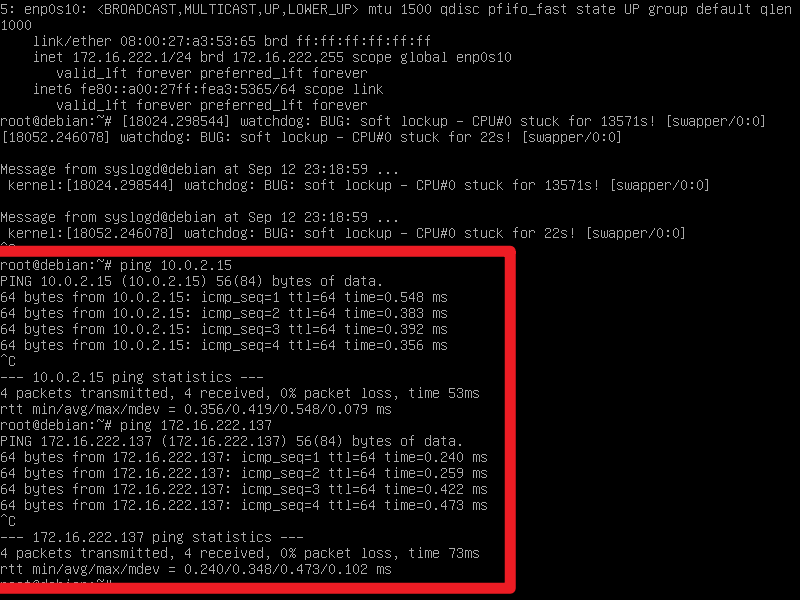 5: enp0s10: <BROADCAST,MULTICAST,UP,LOWER_UP> mtu 1500 qdisc pfifo_fast state UP group default qlen
1000
link/ether 08:00:27:a3:53:65 brd ff:ff:ff:ff:ff:ff
inet 172.16.222.1/24 brd 172.16.222.255 scope global enp0s10
valid_lft forever preferred_lft forever
inet6 fe80::a00:27ff:fea3:5365/64 scope link
valid_lft forever preferred_lft forever
root@debian:~# [18024.298544] watchdog: BUG: soft lockup - CPU#0 stuck for 13571s! [swapper/0:0]
[18052.246078] watchdog: BUG: soft lockup - CPU#0 stuck for 22s! [swapper/0:0]
Message from syslogd@debian at Sep 12 23:18:59 ...
kernel:[18024.298544] watchdog: BUG: soft lockup - CPU#0 stuck for 13571s! [swapper/0:0]
Message from syslogd@debian at Sep 12 23:18:59 ...
kernel:[18052.246078] watchdog: BUG: soft lockup - CPU#0 stuck for 22s! [swapper/0:0]
^C
root@debian:~# ping 10.0.2.15
PING 10.0.2.15 (10.0.2.15) 56(84) bytes of data.
64 bytes from 10.0.2.15: icmp_seq=1 ttl=64 time=0.548 ms
64 bytes from 10.0.2.15: icmp_seq=2 ttl=64 time=0.383 ms
64 bytes from 10.0.2.15: icmp_seq=3 ttl=64 time=0.392 ms
64 bytes from 10.0.2.15: icmp_seq=4 ttl=64 time=0.356 ms
^C
--- 10.0.2.15 ping statistics ---
4 packets transmitted, 4 received, 0% packet loss, time 53ms
rtt min/avg/max/mdev = 0.356/0.419/0.548/0.079 ms
root@debian:~# ping 172.16.222.137
PING 172.16.222.137 (172.16.222.137) 56(84) bytes of data.
64 bytes from 172.16.222.137: icmp_seq=1 ttl=64 time=0.240 ms
64 bytes from 172.16.222.137: icmp_seq=2 ttl=64 time=0.259 ms
64 bytes from 172.16.222.137: icmp_seq=3 ttl=64 time=0.422 ms
64 bytes from 172.16.222.137: icmp_seq=4 ttl=64 time=0.473 ms
^C
--- 172.16.222.137 ping statistics ---
4 packets transmitted, 4 received, 0% packet loss, time 73ms
rtt min/avg/max/mdev = 0.240/0.348/0.473/0.102 ms
root@debian:~#